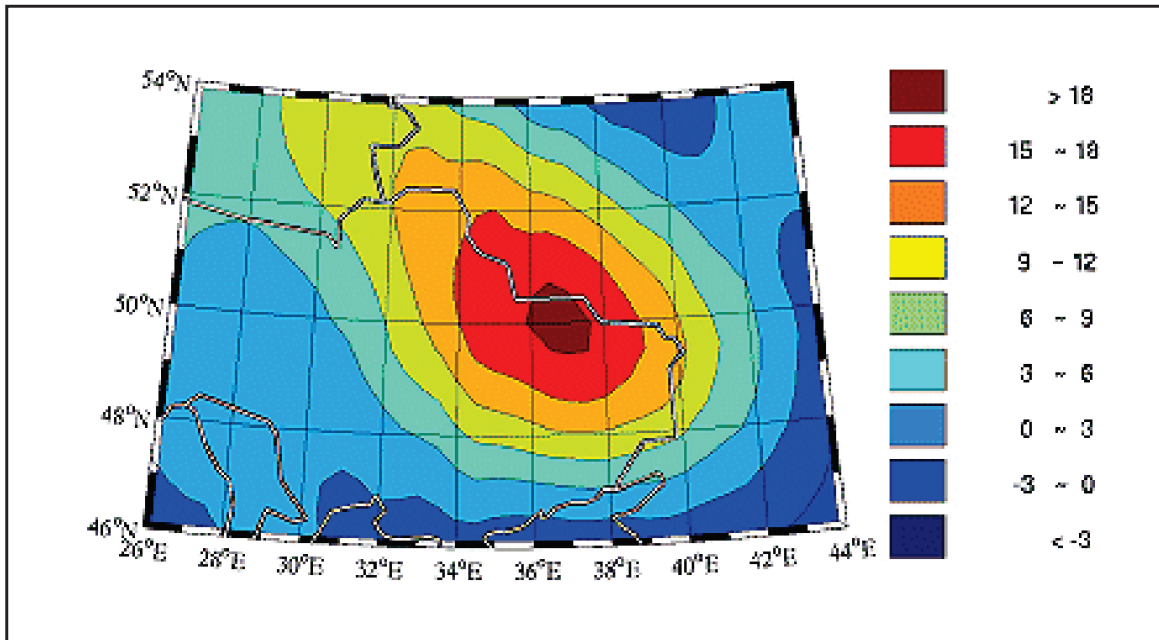 54°N
52°N
50°N
48°N
46°N
26°E
28°E
30°E
32°E
34°E
36°E
38°E
40°E
42°E
44°E
> 18
15 ~ 18
12 ~ 15
9 ~ 12
6 ~ 9
3 ~ 6
0 ~ 3
-3 ~ 0
< -3